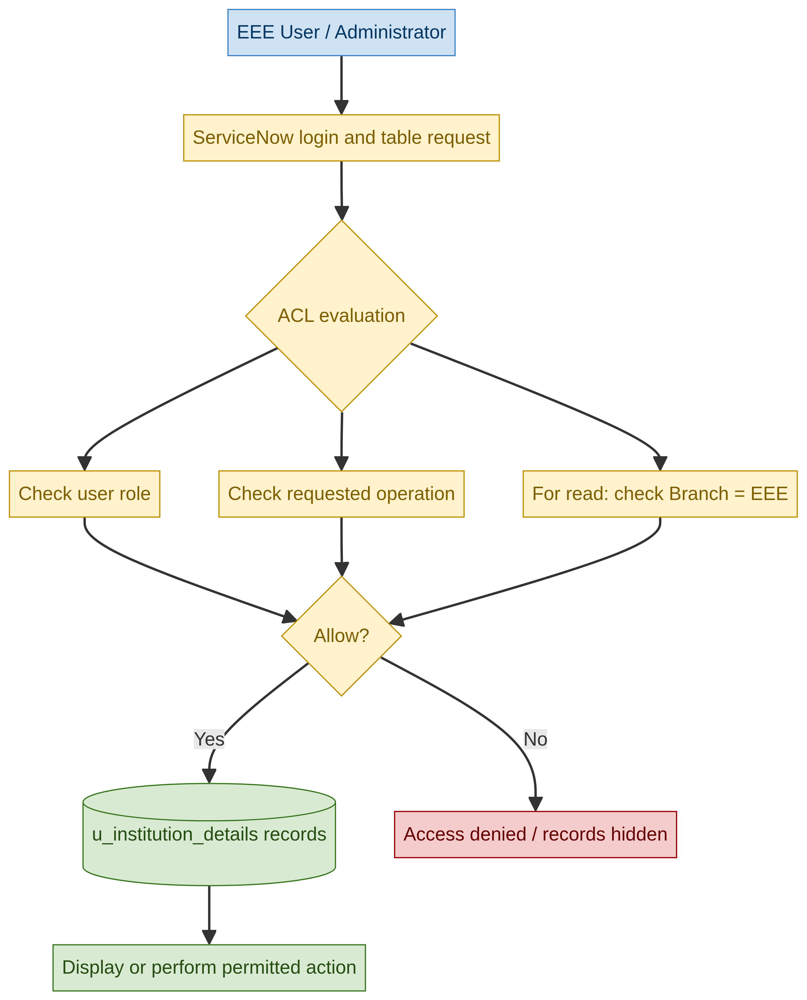 EEE User / Administrator
ServiceNow login and table request
ACL evaluation
Check user role
Check requested operation
For read: check Branch = EEE
Allow?
Yes
No
u_institution_details records
Access denied / records hidden
Display or perform permitted action